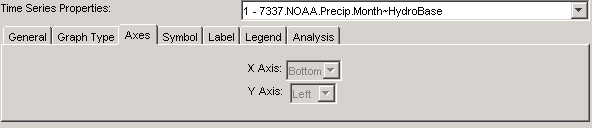 Time Series Properties: 1 - 7337.NOAA.Precip.Month~HydroBase
General Graph Type Axes Symbol Label Legend Analysis
X Axis: Bottom
Y Axis: Left